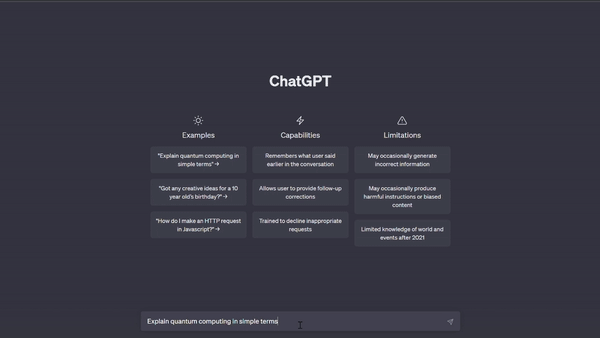 ChatGPT
Examples
"Explain quantum computing in
simple terms" →
"Got any creative ideas for a 10
year old's birthday?" →
"How do I make an HTTP request
in Javascript?" →
Capabilities
Remembers what user said
earlier in the conversation
Allows user to provide follow-up
corrections
Trained to decline inappropriate
requests
Limitations
May occasionally generate
incorrect information
May occasionally produce
harmful instructions or biased
content
Limited knowledge of world and
events after 2021
Explain quantum computing in simple terms